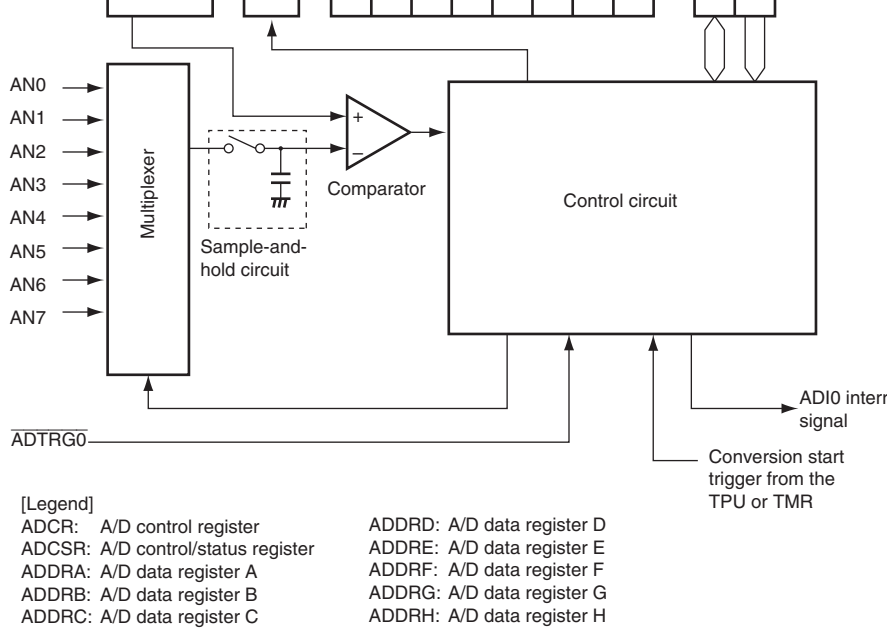 AN0
AN1
AN2
AN3
AN4
AN5
AN6
AN7
Multiplexer
+
−
Comparator
Sample-and-
hold circuit
Control circuit
ADI0
signal
ADTRG0
Conversion start
trigger from the
TPU or TMR
[Legend]
ADCR: A/D control register
ADCSR: A/D control/status register
ADDRA: A/D data register A
ADDRB: A/D data register B
ADDRC: A/D data register C
ADDRD: A/D data register D
ADDRE: A/D data register E
ADDRF: A/D data register F
ADDRG: A/D data register G
ADDRH: A/D data register H